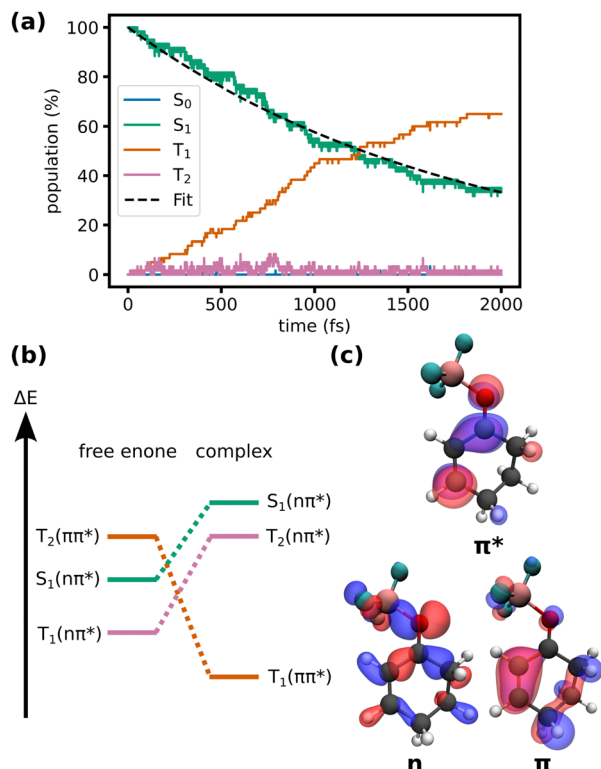 (a)
100
80
60
40
20
0
population (%)
S₀
S₁
T₁
T₂
Fit
0 500 1000 1500 2000
time (fs)
(b)
ΔE
free enone complex
S₁(nπ*)
T₂(ππ*)
T₂(nπ*)
S₁(nπ*)
T₁(nπ*)
T₁(ππ*)
(c)
π*
n
π